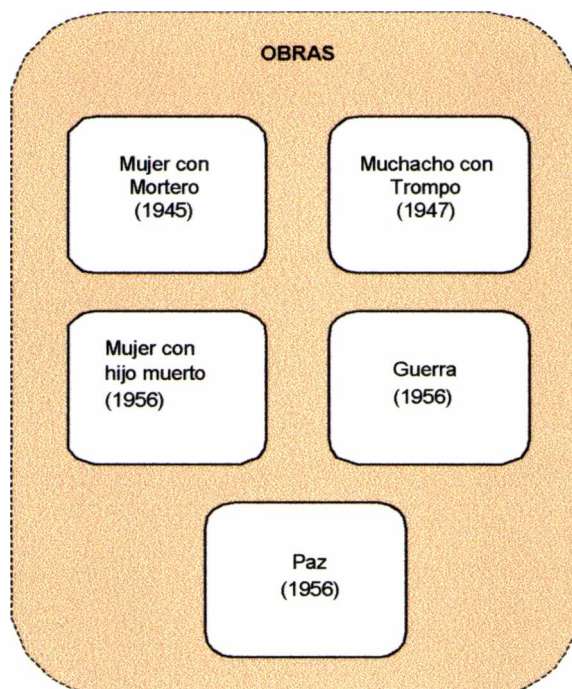 OBRAS
Mujer con
Mortero
(1945)
Muchacho con
Trompo
(1947)
Mujer con
hijo muerto
(1956)
Guerra
(1956)
Paz
(1956)